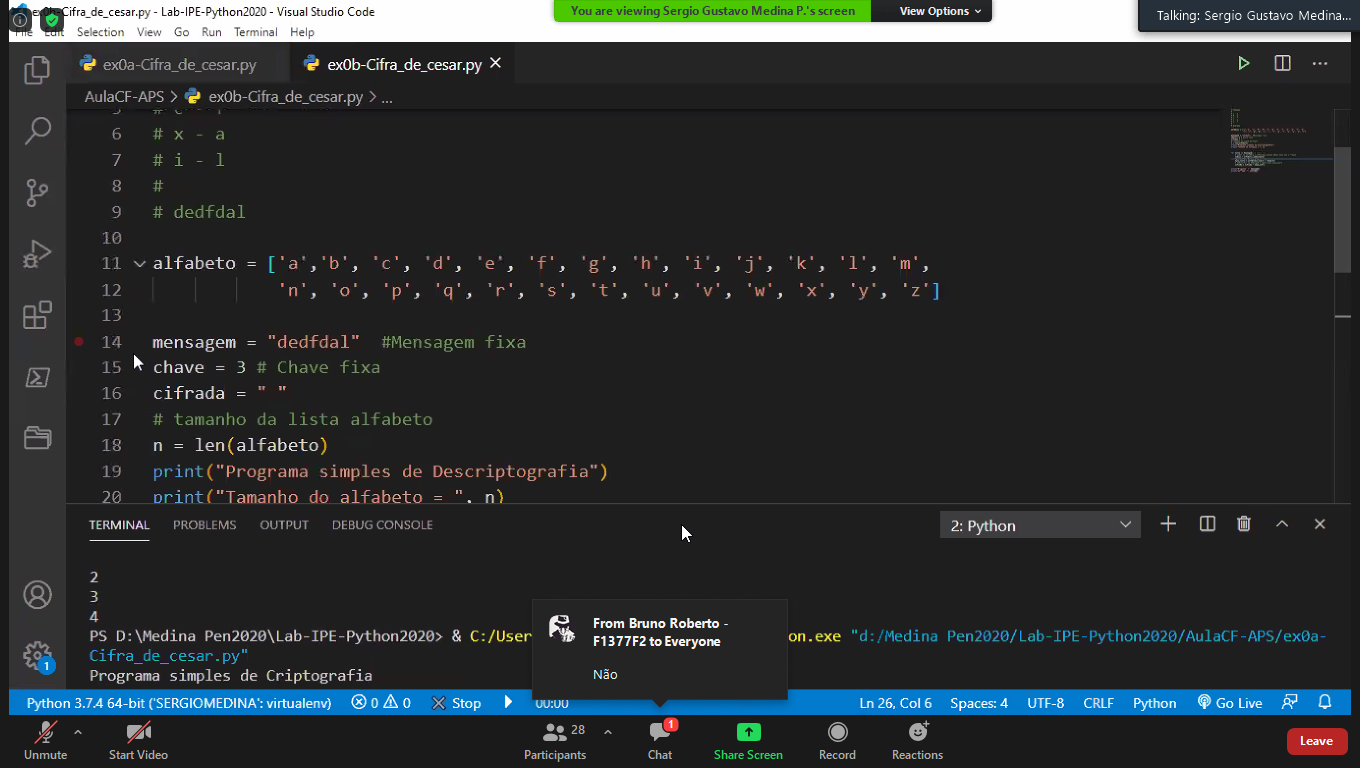 ex0b-Cifra_de_cesar.py - Lab-IPE-Python2020 - Visual Studio Code
You are viewing Sergio Gustavo Medina P.'s screen
View Options
Talking: Sergio Gustavo Medina...
File Edit Selection View Go Run Terminal Help
ex0a-Cifra_de_cesar.py
ex0b-Cifra_de_cesar.py
AulaCF-APS > ex0b-Cifra_de_cesar.py > ...
6 # x - a
7 # i - l
8 #
9 # dedfdal
10
11 alfabeto = ['a','b', 'c', 'd', 'e', 'f', 'g', 'h', 'i', 'j', 'k', 'l', 'm',
12 'n', 'o', 'p', 'q', 'r', 's', 't', 'u', 'v', 'w', 'x', 'y', 'z']
13
14 mensagem = "dedfdal" #Mensagem fixa
15 chave = 3 # Chave fixa
16 cifrada = " "
17 # tamanho da lista alfabeto
18 n = len(alfabeto)
19 print("Programa simples de Descriptografia")
20 print("Tamanho do alfabeto = ", n)
TERMINAL PROBLEMS OUTPUT DEBUG CONSOLE
2: Python
2
3
4
PS D:\Medina Pen2020\Lab-IPE-Python2020> & C:/User on.exe "d:/Medina Pen2020/Lab-IPE-Python2020/AulaCF-APS/ex0a-
Cifra_de_cesar.py"
Programa simples de Criptografia
From Bruno Roberto -
F1377F2 to Everyone
Não
1
Python 3.7.4 64-bit ('SERGIOMEDINA': virtualenv) 0 0 Stop 00:00 Ln 26, Col 6 Spaces: 4 UTF-8 CRLF Python Go Live
28
1
Unmute Start Video Participants Chat Share Screen Record Reactions Leave